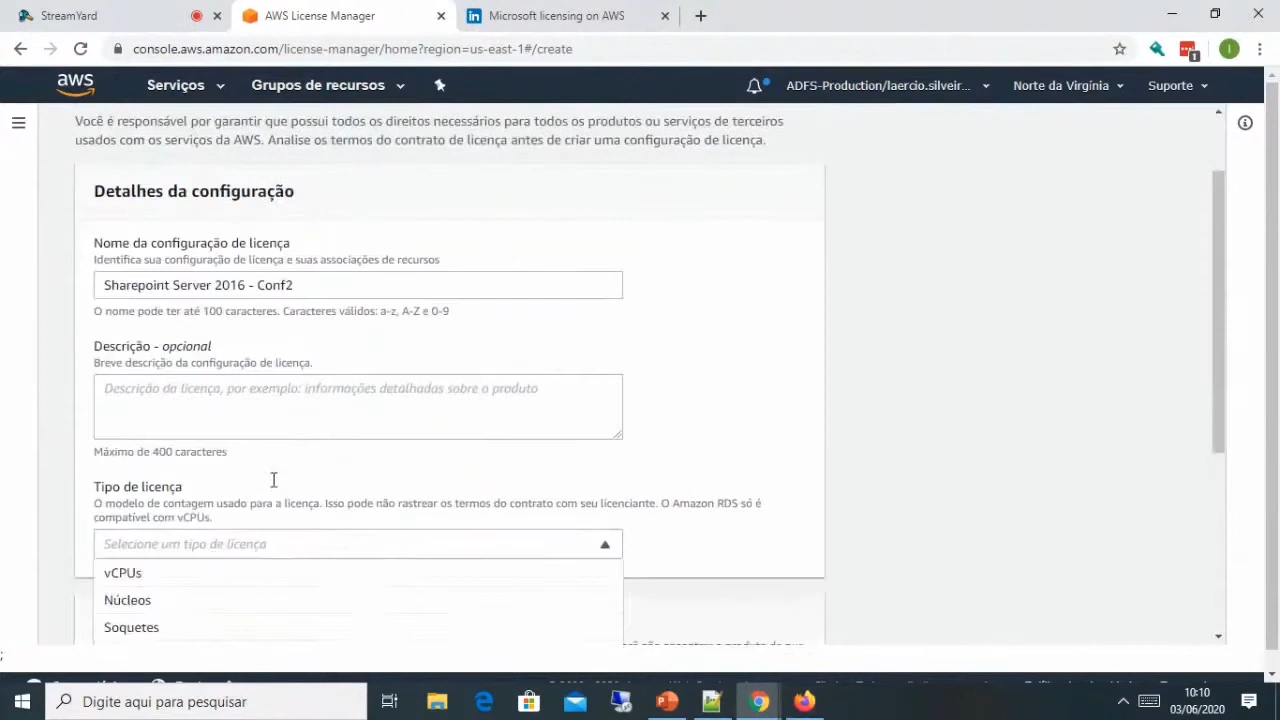 StreamYard
AWS License Manager
Microsoft licensing on AWS
console.aws.amazon.com/license-manager/home?region=us-east-1#/create
1
I
aws
Serviços
Grupos de recursos
ADFS-Production/laercio.silveir...
Norte da Virgínia
Suporte
Você é responsável por garantir que possui todos os direitos necessários para todos os produtos ou serviços de terceiros
usados com os serviços da AWS. Analise os termos do contrato de licença antes de criar uma configuração de licença.
Detalhes da configuração
Nome da configuração de licença
Identifica sua configuração de licença e suas associações de recursos
Sharepoint Server 2016 - Conf2
O nome pode ter até 100 caracteres. Caracteres válidos: a-z, A-Z e 0-9
Descrição - opcional
Breve descrição da configuração de licença.
Descrição da licença, por exemplo: informações detalhadas sobre o produto
Máximo de 400 caracteres
Tipo de licença
O modelo de contagem usado para a licença. Isso pode não rastrear os termos do contrato com seu licenciante. O Amazon RDS só é
compatível com vCPUs.
Selecione um tipo de licença
vCPUs
Núcleos
Soquetes
;
Digite aqui para pesquisar
10:10
03/06/2020